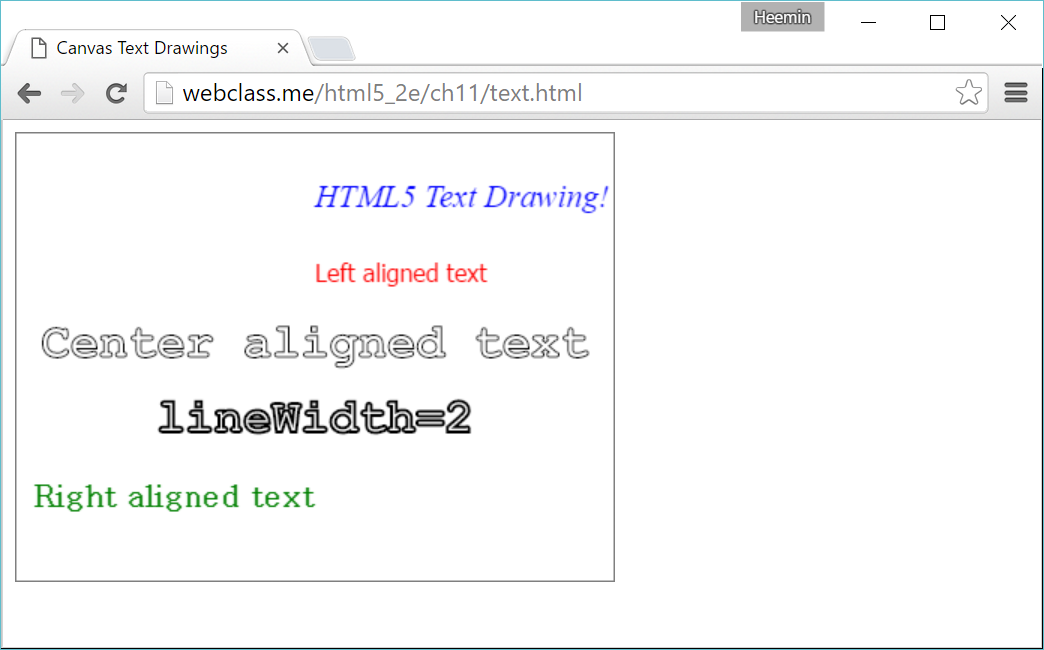 Heemin
Canvas Text Drawings
webclass.me/html5_2e/ch11/text.html
HTML5 Text Drawing!
Left aligned text
Center aligned text
lineWidth=2
Right aligned text